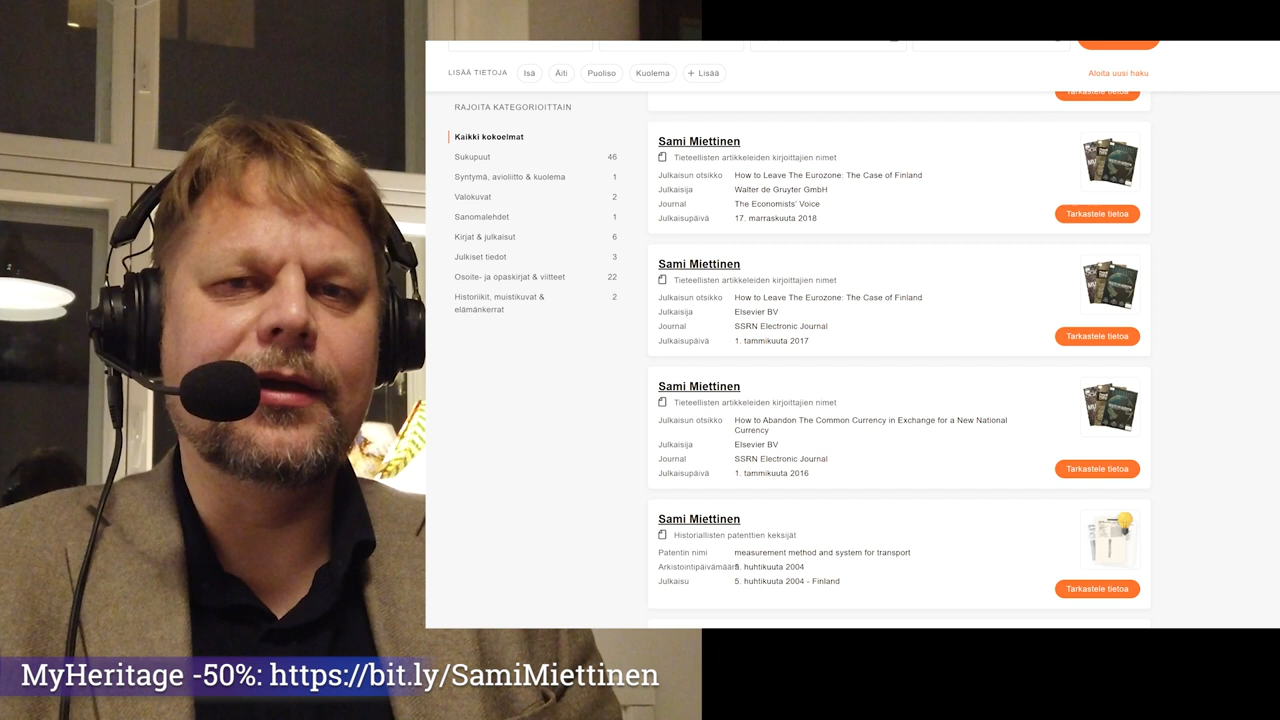 LISÄÄ TIETOJA Isä Äiti Puoliso Kuolema + Lisää Aloita uusi haku
RAJOITA KATEGORIOITTAIN
Kaikki kokoelmat
Sukupuut 46
Syntymä, avioliitto & kuolema 1
Valokuvat 2
Sanomalehdet 1
Kirjat & julkaisut 6
Julkiset tiedot 3
Osoite- ja opaskirjat & viitteet 22
Historiikit, muistikuvat & 2
elämänkerrat
Tarkastele tietoa
Sami Miettinen
Tieteellisten artikkeleiden kirjoittajien nimet
Julkaisun otsikko How to Leave The Eurozone: The Case of Finland
Julkaisija Walter de Gruyter GmbH
Journal The Economists' Voice
Julkaisupäivä 17. marraskuuta 2018
Tarkastele tietoa
Sami Miettinen
Tieteellisten artikkeleiden kirjoittajien nimet
Julkaisun otsikko How to Leave The Eurozone: The Case of Finland
Julkaisija Elsevier BV
Journal SSRN Electronic Journal
Julkaisupäivä 1. tammikuuta 2017
Tarkastele tietoa
Sami Miettinen
Tieteellisten artikkeleiden kirjoittajien nimet
Julkaisun otsikko How to Abandon The Common Currency in Exchange for a New National
Currency
Julkaisija Elsevier BV
Journal SSRN Electronic Journal
Julkaisupäivä 1. tammikuuta 2016
Tarkastele tietoa
Sami Miettinen
Historiallisten patenttien keksijät
Patentin nimi measurement method and system for transport
Arkistointipäivämäärä 5. huhtikuuta 2004
Julkaisu 5. huhtikuuta 2004 - Finland
Tarkastele tietoa
MyHeritage -50%: https://bit.ly/SamiMiettinen